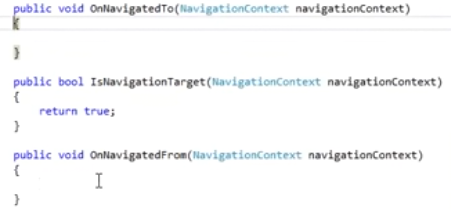 public void OnNavigatedTo(NavigationContext navigationContext)
{
}
public bool IsNavigationTarget(NavigationContext navigationContext)
{
return true;
}
public void OnNavigatedFrom(NavigationContext navigationContext)
{
}